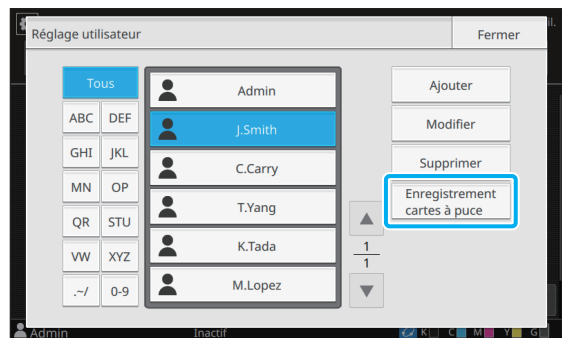 Réglage utilisateur
Fermer
il.
Tous
ABC DEF
GHI JKL
MN OP
QR STU
VW XYZ
.~/ 0-9
Admin
J.Smith
C.Carry
T.Yang
K.Tada
M.Lopez
1
1
Ajouter
Modifier
Supprimer
Enregistrement
cartes à puce
Admin Inactif K C M Y G